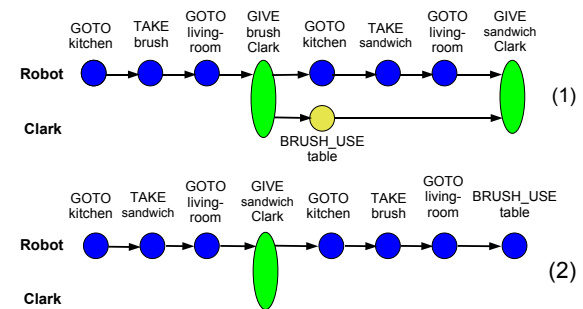 GOTO kitchen
TAKE brush
GOTO living-room
GIVE brush Clark
GOTO kitchen
TAKE sandwich
GOTO living-room
GIVE sandwich Clark
Robot
(1)
Clark
BRUSH_USE table
GOTO kitchen
TAKE sandwich
GOTO living-room
GIVE sandwich Clark
GOTO kitchen
TAKE brush
GOTO living-room
BRUSH_USE table
Robot
(2)
Clark